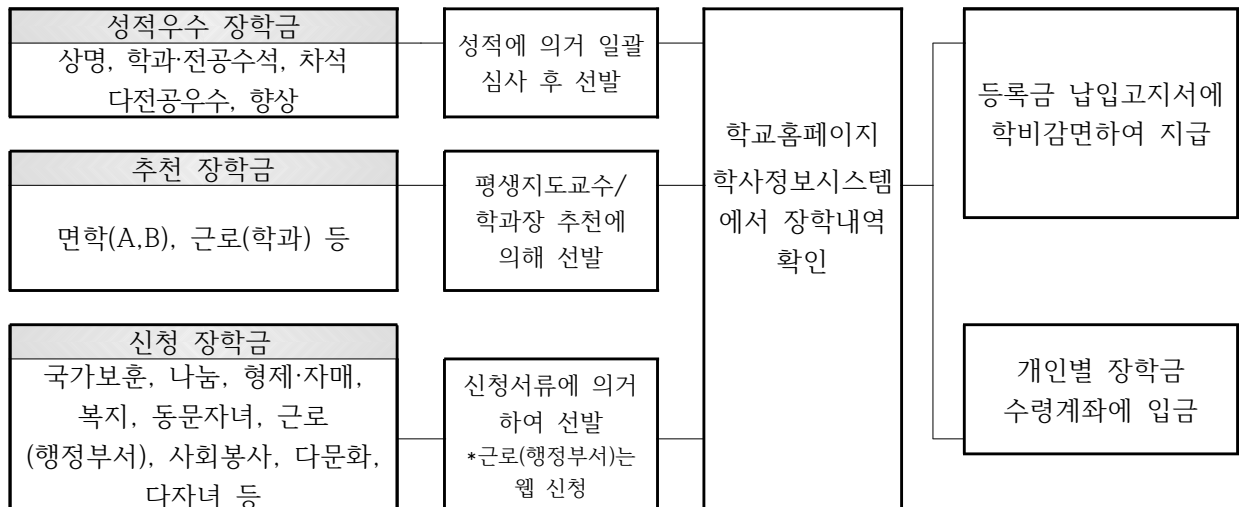 성적우수 장학금
상명, 학과·전공수석, 차석
다전공우수, 향상
성적에 의거 일괄
심사 후 선발
추천 장학금
면학(A,B), 근로(학과) 등
평생지도교수/
학과장 추천에
의해 선발
신청 장학금
국가보훈, 나눔, 형제·자매,
복지, 동문자녀, 근로
(행정부서), 사회봉사, 다문화,
다자녀 등
신청서류에 의거
하여 선발
*근로(행정부서)는
웹 신청
학교홈페이지
학사정보시스템
에서 장학내역
확인
등록금 납입고지서에
학비감면하여 지급
개인별 장학금
수령계좌에 입금